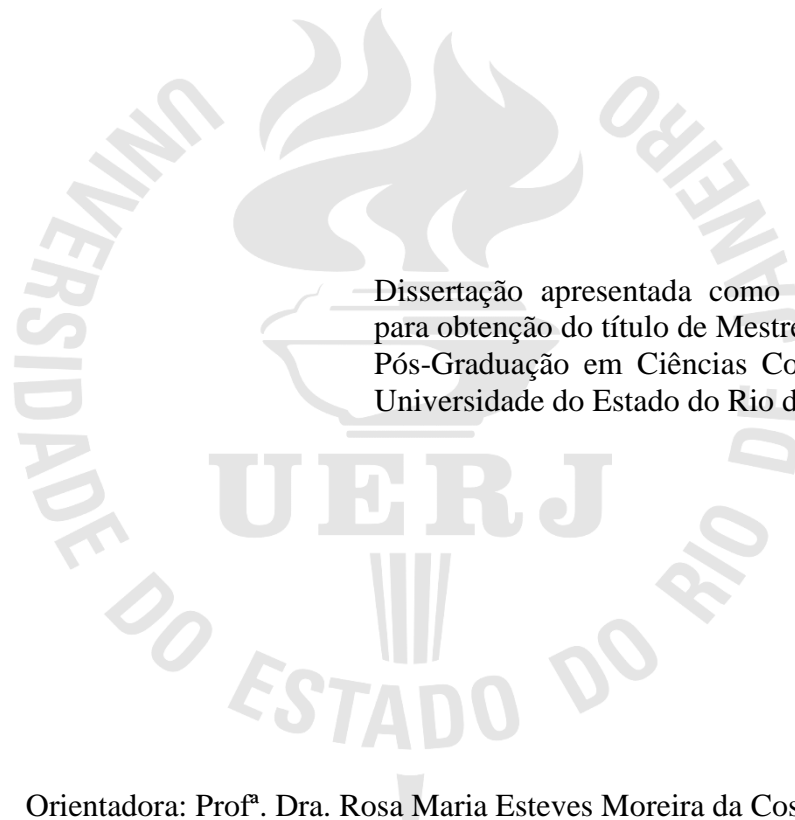 UNIVERSIDADE DO ESTADO DO RIO DE JANEIRO
Dissertação apresentada como
para obtenção do título de Mestre
Pós-Graduação em Ciências Co
Universidade do Estado do Rio d
UERJ
Orientadora: Profª. Dra. Rosa Maria Esteves Moreira da Cos